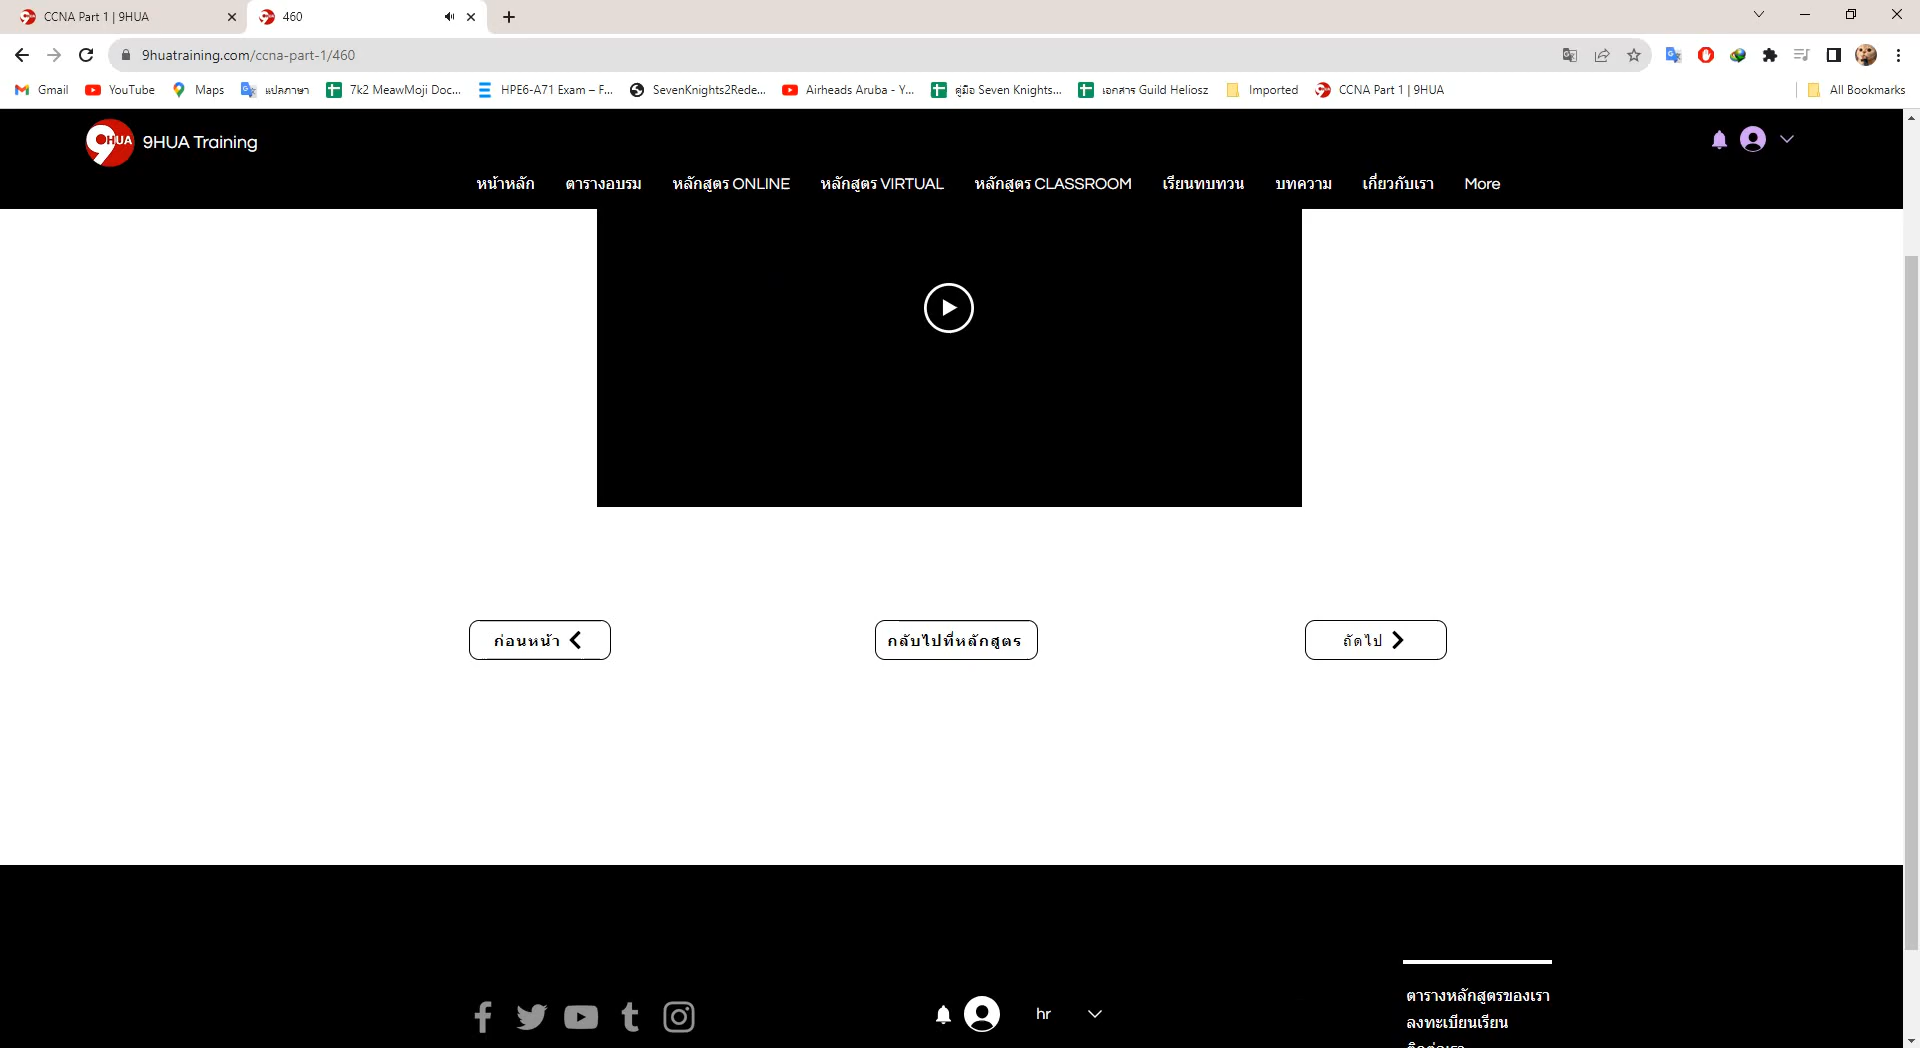 CCNA Part 1 | 9HUA
460
9huatraining.com/ccna-part-1/460
Gmail YouTube Maps แปลภาษา 7k2 MeawMoji Doc... HPE6-A71 Exam – F... SevenKnights2Rede... Airheads Aruba - Y... คู่มือ Seven Knights... เอกสาร Guild Heliosz Imported CCNA Part 1 | 9HUA All Bookmarks
9HUA 9HUA Training
หน้าหลัก ตารางอบรม หลักสูตร ONLINE หลักสูตร VIRTUAL หลักสูตร CLASSROOM เรียนทบทวน บทความ เกี่ยวกับเรา More
ก่อนหน้า กลับไปที่หลักสูตร ถัดไป
ตารางหลักสูตรของเรา
hr
ลงทะเบียนเรียน